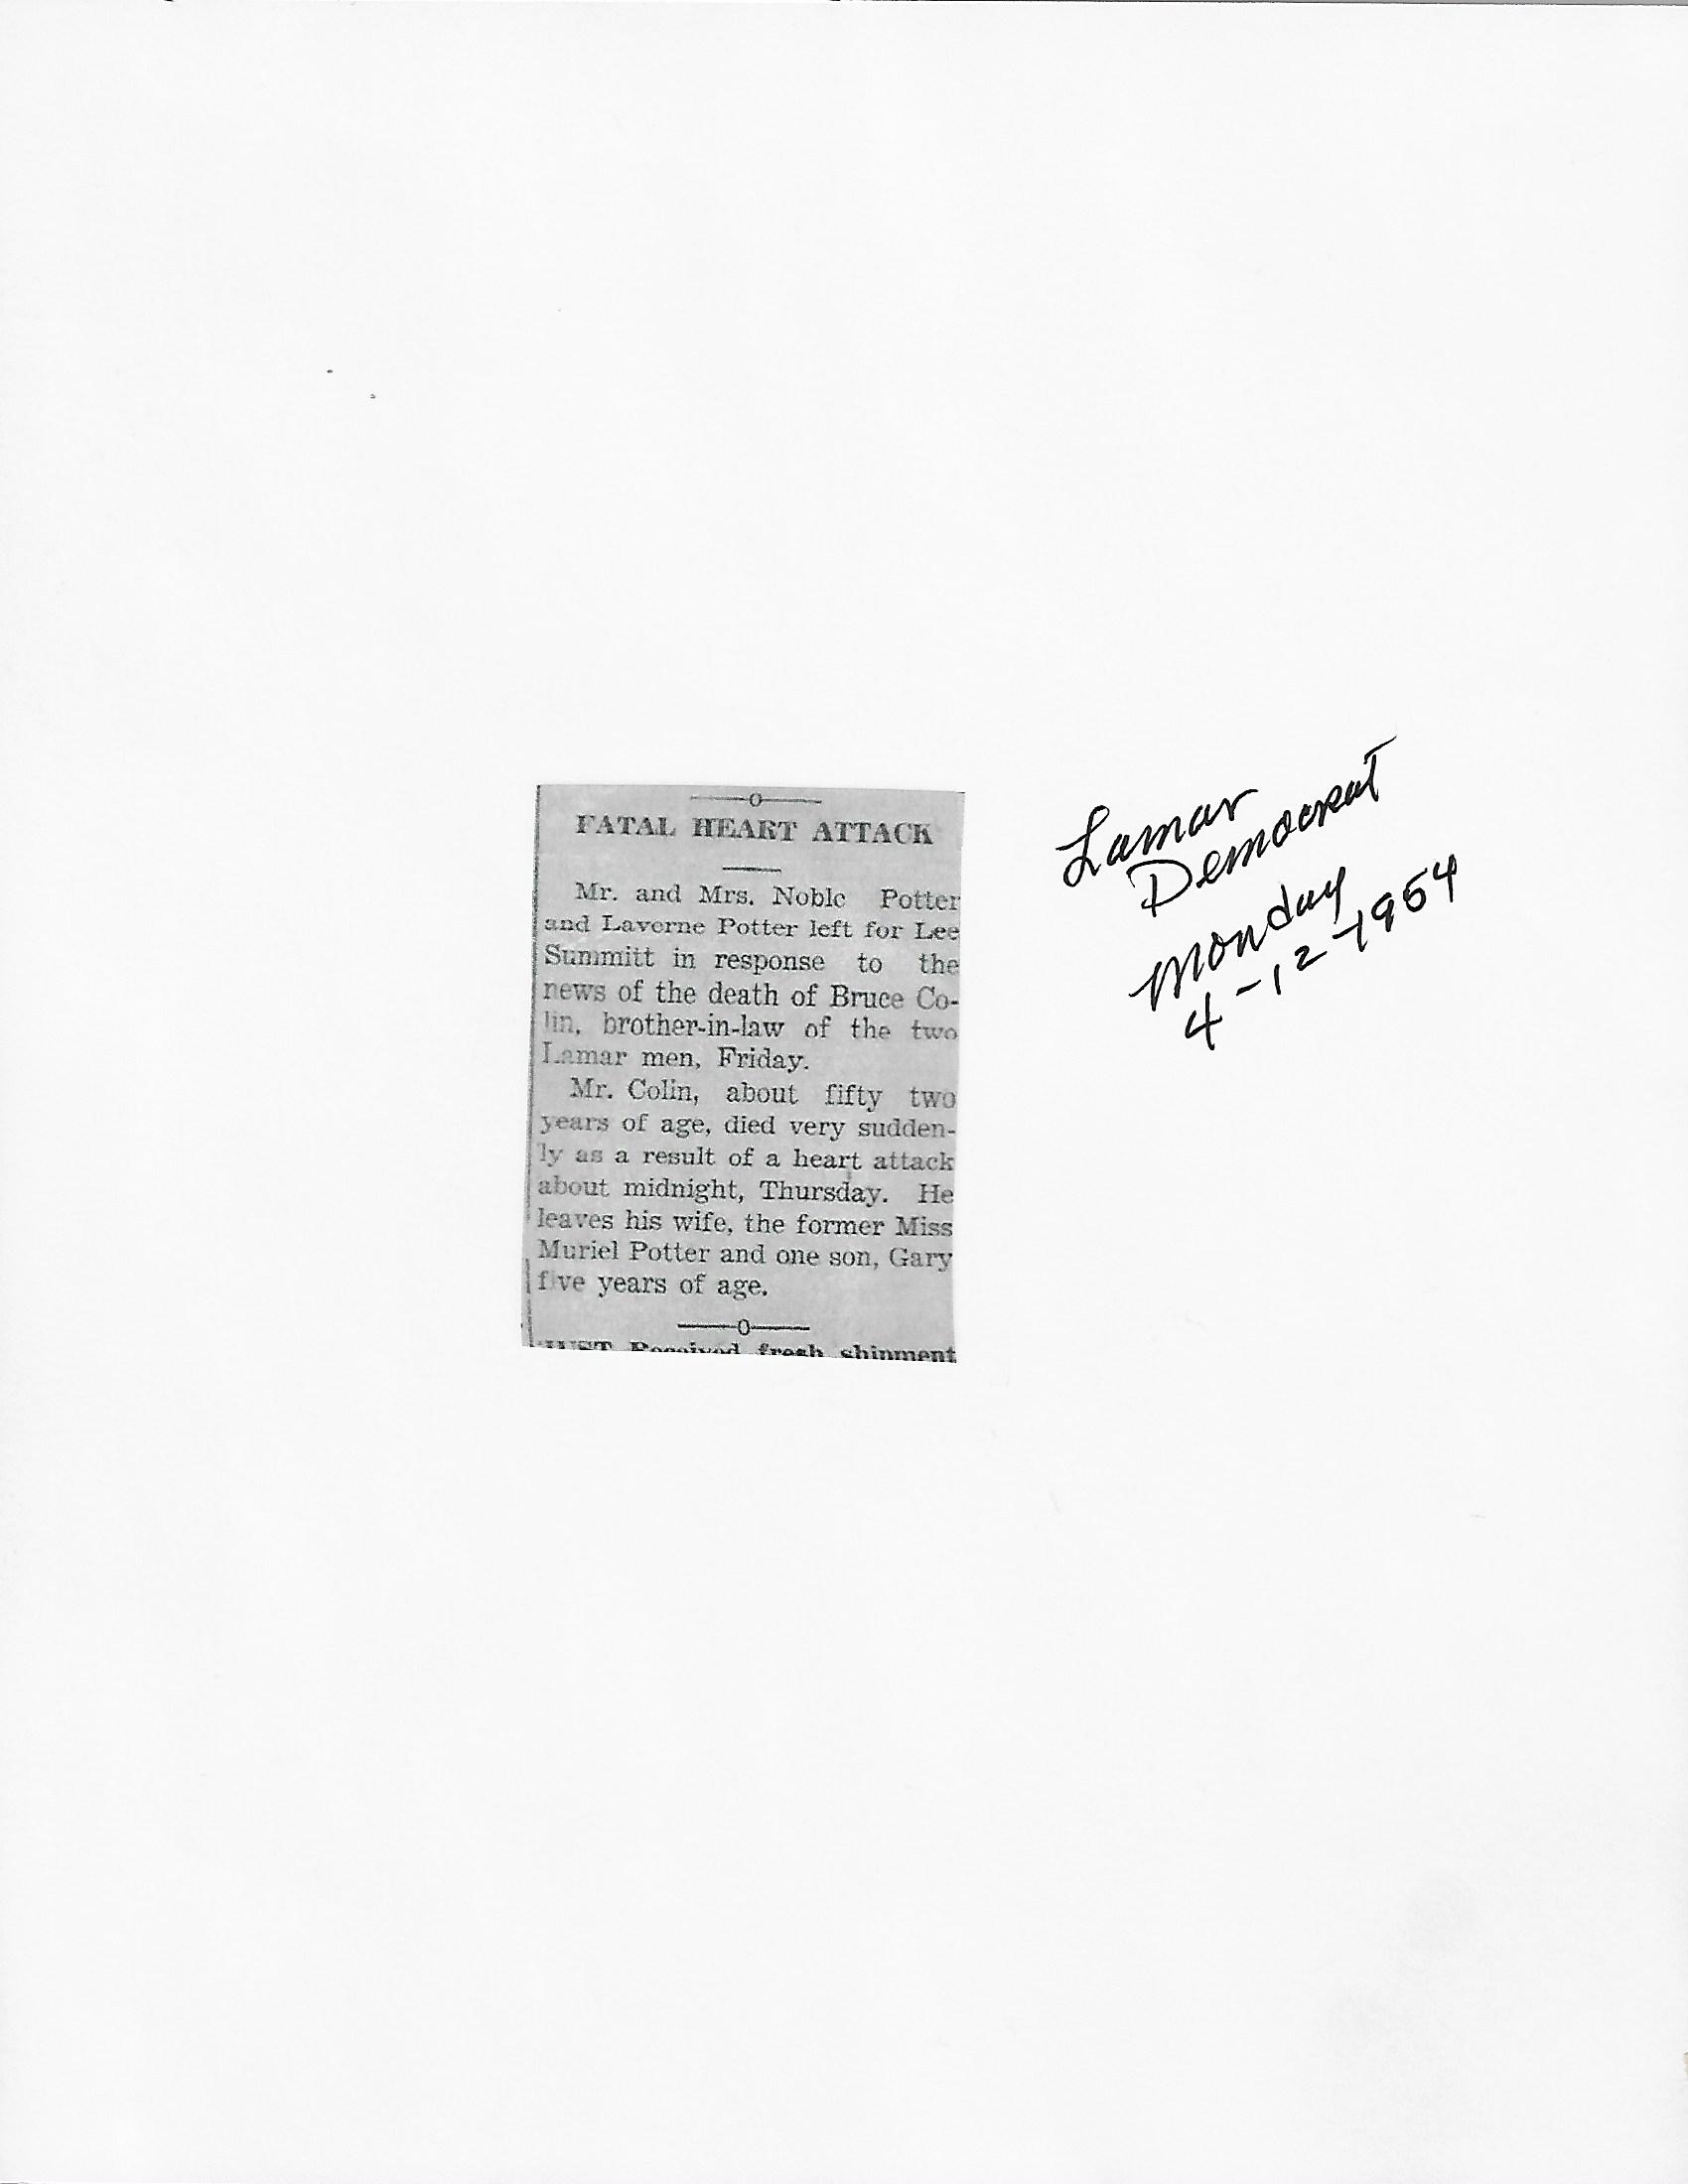 FATAL HEART ATTACK
Mr. and Mrs. Noble Potter
and Laverne Potter left for Lee
Summitt in response to the
news of the death of Bruce Co-
lin, brother-in-law of the two
Lamar men, Friday.
Mr. Colin, about fifty two
years of age, died very sudden-
ly as a result of a heart attack
about midnight, Thursday. He
leaves his wife, the former Miss
Muriel Potter and one son, Gary
five years of age.
JUST Received fresh shipment
Lamar
Democrat
Monday
4-12-1954